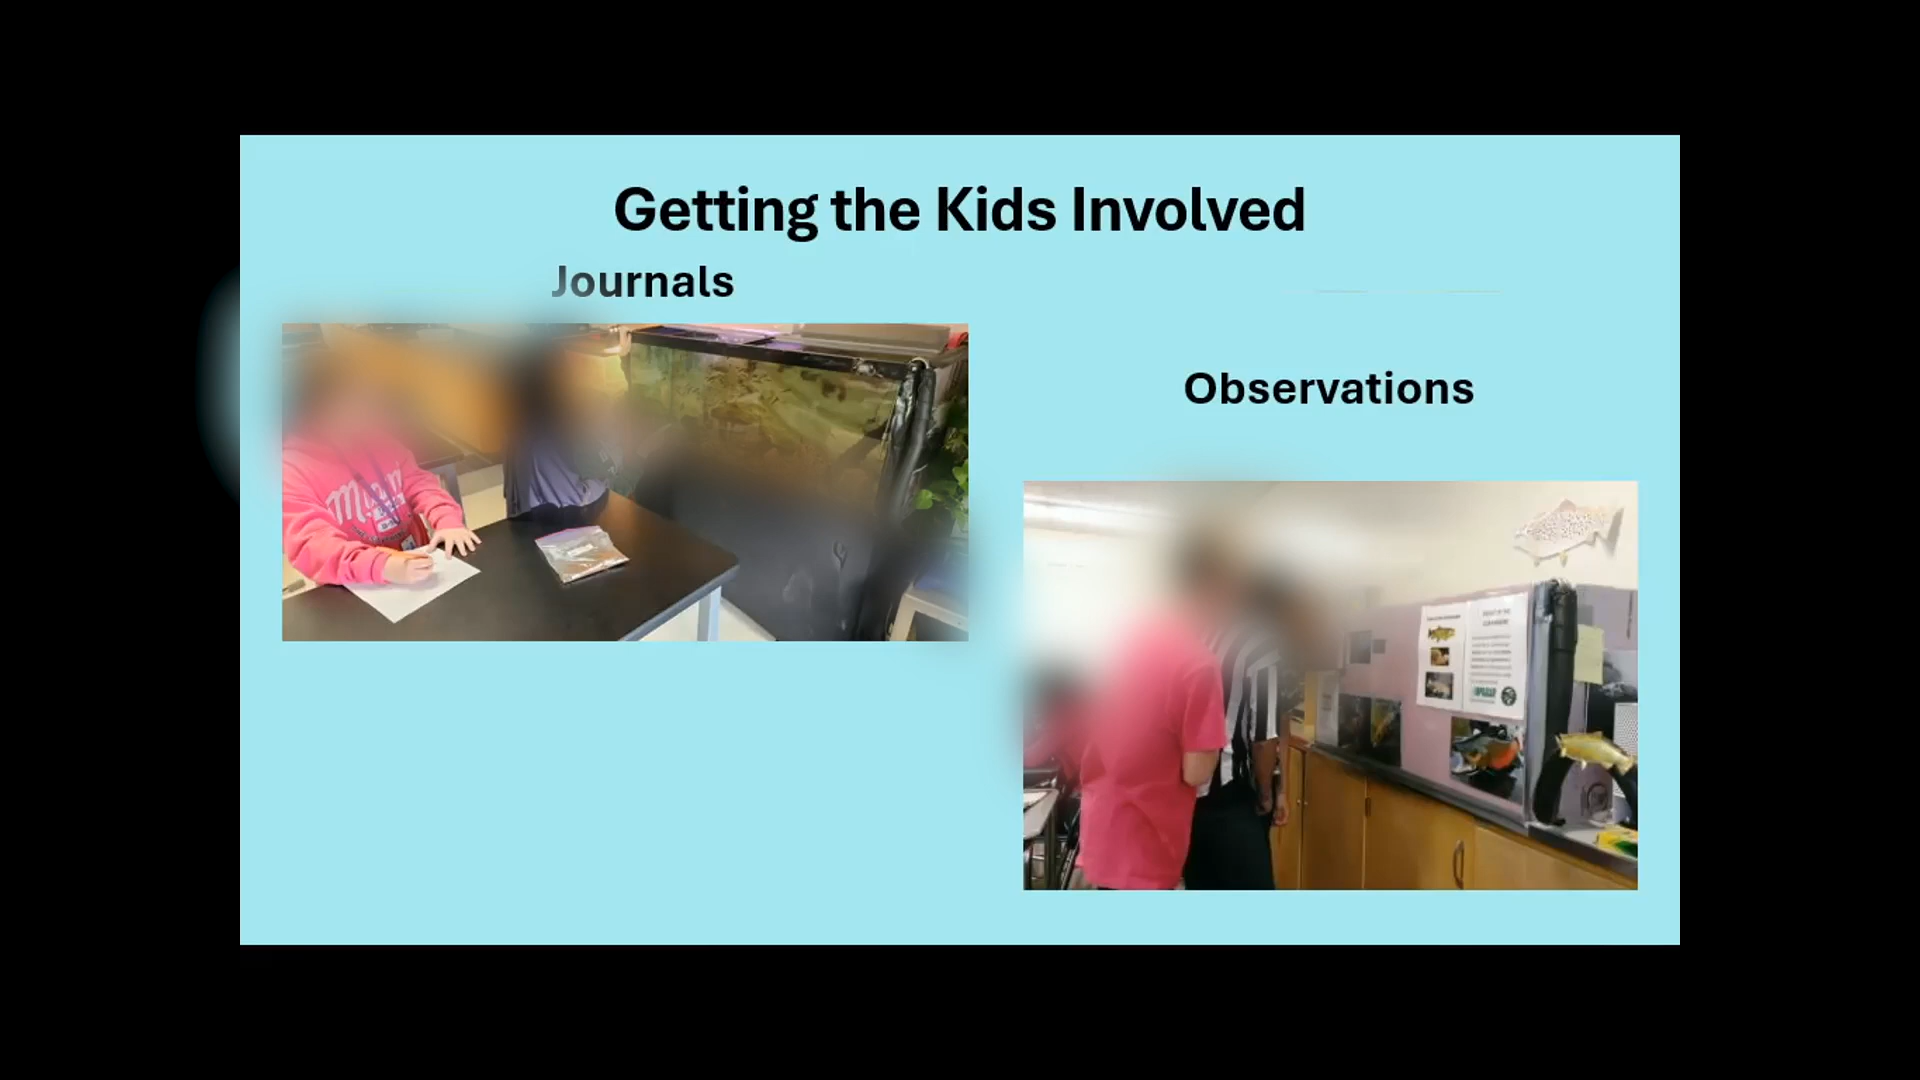 Getting the Kids Involved
Journals
Observations